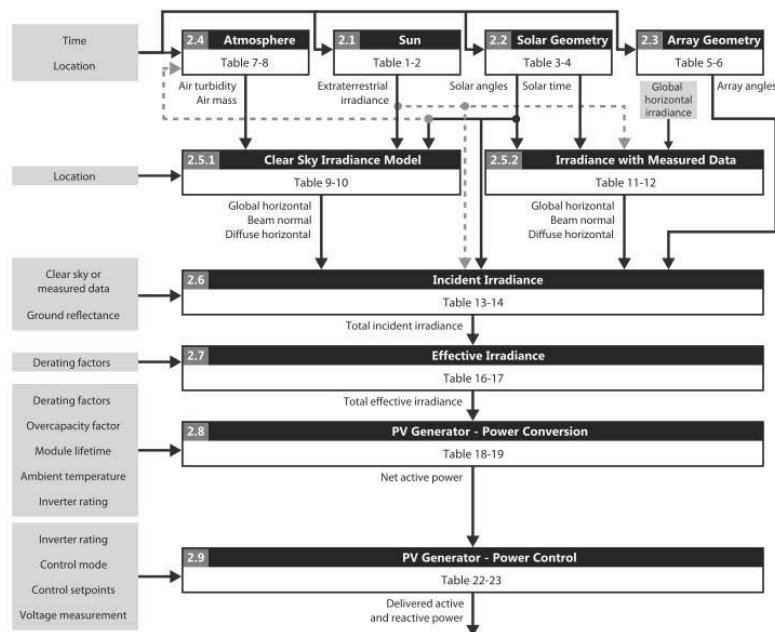 Time
Location
2.4 Atmosphere
Table 7-8
2.1 Sun
Table 1-2
2.2 Solar Geometry
Table 3-4
2.3 Array Geometry
Table 5-6
Air turbidity
Air mass
Extraterrestrial
irradiance
Solar angles
Solar time
Global
horizontal
irradiance
Array angles
Location
2.5.1 Clear Sky Irradiance Model
Table 9-10
2.5.2 Irradiance with Measured Data
Table 11-12
Global horizontal
Beam normal
Diffuse horizontal
Global horizontal
Beam normal
Diffuse horizontal
Clear sky or
measured data
Ground reflectance
2.6 Incident Irradiance
Table 13-14
Total incident irradiance
Derating factors
2.7 Effective Irradiance
Table 16-17
Total effective irradiance
Derating factors
Overcapacity factor
Module lifetime
Ambient temperature
Inverter rating
2.8 PV Generator - Power Conversion
Table 18-19
Net active power
Inverter rating
Control mode
Control setpoints
Voltage measurement
2.9 PV Generator - Power Control
Table 22-23
Delivered active
and reactive power